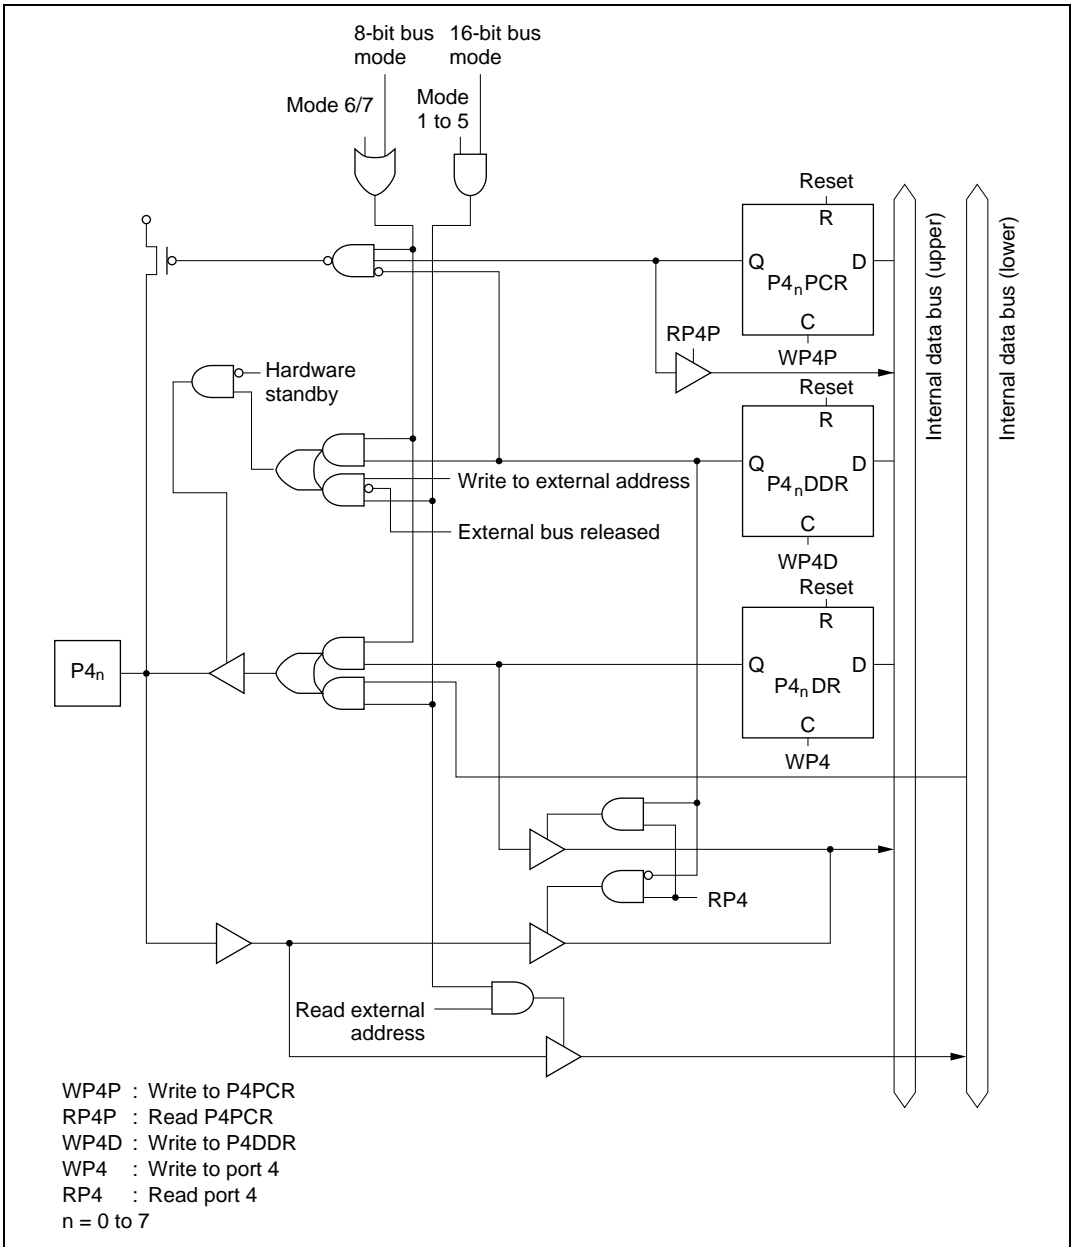 8-bit bus mode
16-bit bus mode
Mode 6/7
Mode 1 to 5
Reset
R
Q
D
P4nPCR
C
WP4P
RP4P
Internal data bus (upper)
Internal data bus (lower)
Hardware standby
Reset
R
Q
D
P4nDDR
C
WP4D
Write to external address
External bus released
Reset
R
Q
D
P4nDR
C
WP4
P4n
RP4
Read external address
WP4P : Write to P4PCR
RP4P : Read P4PCR
WP4D : Write to P4DDR
WP4 : Write to port 4
RP4 : Read port 4
n = 0 to 7